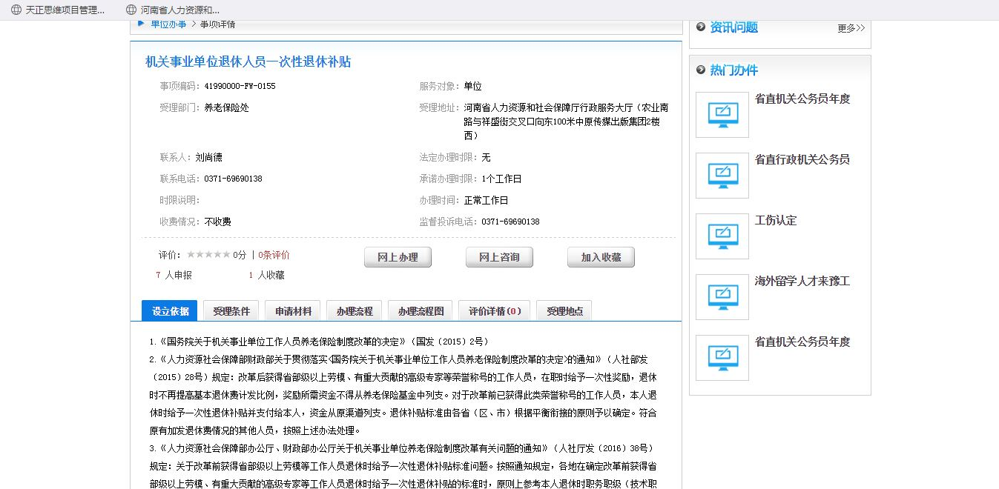 天正思维项目管理... 河南省人力资源和...
单位办事 > 事项详情
机关事业单位退休人员一次性退休补贴
事项编码: 41990000-FW-0155 服务对象: 单位
受理部门: 养老保险处 受理地址: 河南省人力资源和社会保障厅行政服务大厅（农业南
路与祥盛街交叉口向东100米中原传媒出版集团2楼
西）
联系人: 刘尚德 法定办理时限: 无
联系电话: 0371-69690138 承诺办理时限: 1个工作日
时限说明: 办理时间: 正常工作日
收费情况: 不收费 监督投诉电话: 0371-69690138
评价: ★★★★★ 0分 | 0条评价 网上办理 网上咨询 加入收藏
7 人申报 1 人收藏
设立依据 受理条件 申请材料 办理流程 办理流程图 评价详情(0) 受理地点
1.《国务院关于机关事业单位工作人员养老保险制度改革的决定》（国发（2015）2号）
2.《人力资源社会保障部财政部关于贯彻落实<国务院关于机关事业单位工作人员养老保险制度改革的决定>的通知》（人社部发
（2015）28号）规定：改革后获得省部级以上劳模、有重大贡献的高级专家等荣誉称号的工作人员，在职时给予一次性奖励，退休
时不再提高基本退休费计发比例，奖励所需资金不得从养老保险基金中列支。对于改革前已获得此类荣誉称号的工作人员，本人退
休时给予一次性退休补贴并支付给本人，资金从原渠道列支。退休补贴标准由各省（区、市）根据平衡衔接的原则予以确定。符合
原有加发退休费情况的其他人员，按照上述办法处理。
3.《人力资源社会保障部办公厅、财政部办公厅关于机关事业单位养老保险制度改革有关问题的通知》（人社厅发（2016）38号）
规定：关于改革前获得省部级以上劳模等工作人员退休时给予一次性退休补贴标准问题。按照通知规定，各地在确定改革前获得省
部级以上劳模、有重大贡献的高级专家等工作人员退休时给予一次性退休补贴的标准时，原则上参考本人退休时职务职级（技术职
资讯问题 更多>>
热门办件
省直机关公务员年度
省直行政机关公务员
工伤认定
海外留学人才来豫工
省直机关公务员年度